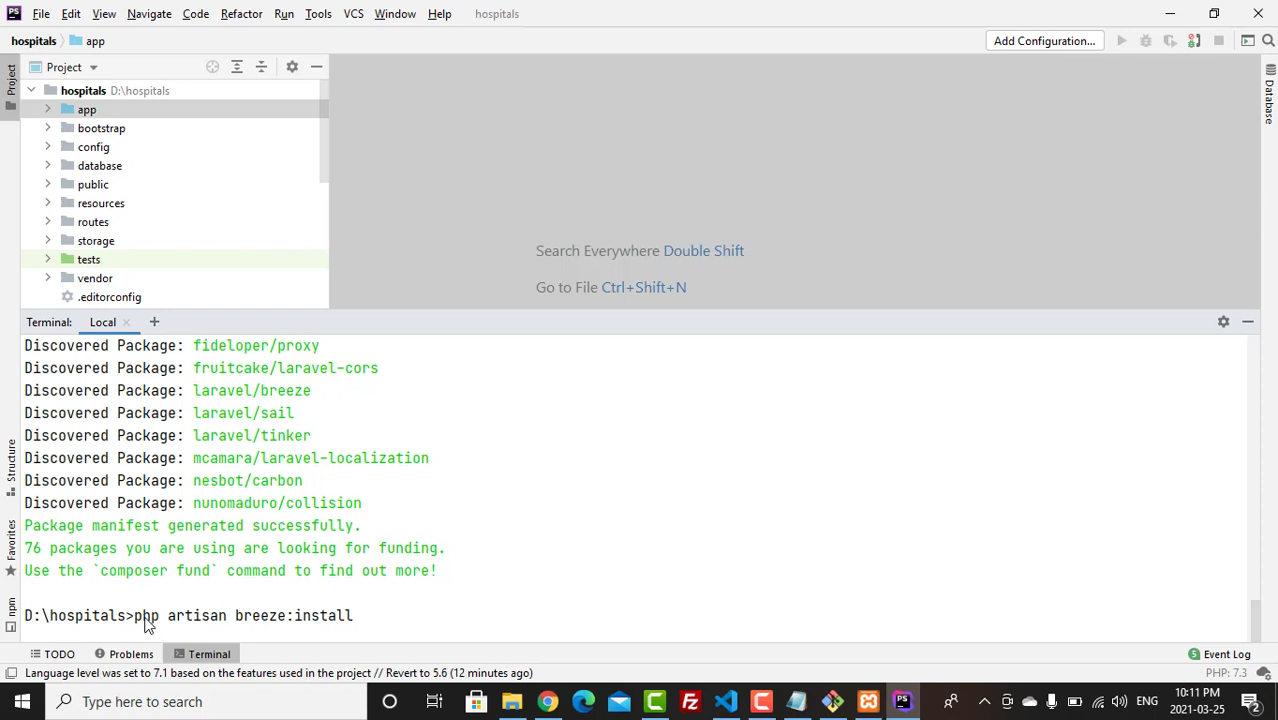 File Edit View Navigate Code Refactor Run Tools VCS Window Help hospitals
hospitals app Add Configuration...
Project
Project
hospitals D:\hospitals
app
bootstrap
config
database
public
resources
routes
storage
tests
vendor
.editorconfig
Search Everywhere Double Shift
Go to File Ctrl+Shift+N
Database
Terminal: Local
Discovered Package: fideloper/proxy
Discovered Package: fruitcake/laravel-cors
Discovered Package: laravel/breeze
Discovered Package: laravel/sail
Discovered Package: laravel/tinker
Discovered Package: mcamara/laravel-localization
Discovered Package: nesbot/carbon
Discovered Package: nunomaduro/collision
Package manifest generated successfully.
76 packages you are using are looking for funding.
Use the `composer fund` command to find out more!
D:\hospitals>php artisan breeze:install
Structure
Favorites
npm
TODO Problems Terminal 5 Event Log
Language level was set to 7.1 based on the features used in the project // Revert to 5.6 (12 minutes ago) PHP: 7.3
Type here to search
ENG
10:11 PM
2021-03-25
2